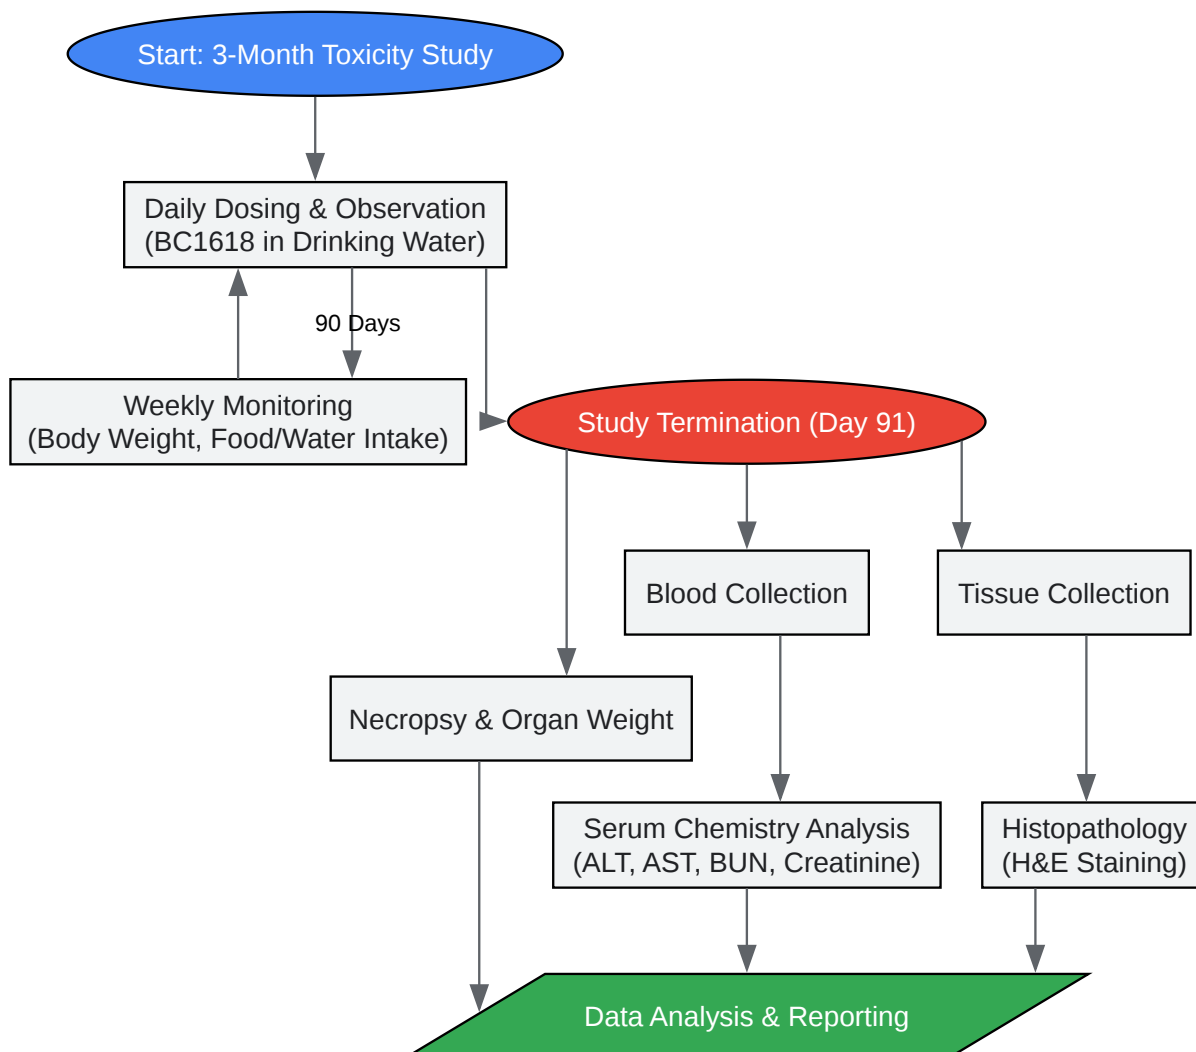 Start: 3-Month Toxicity Study
Daily Dosing & Observation
(BC1618 in Drinking Water)
90 Days
Weekly Monitoring
(Body Weight, Food/Water Intake)
Study Termination (Day 91)
Blood Collection
Tissue Collection
Necropsy & Organ Weight
Serum Chemistry Analysis
(ALT, AST, BUN, Creatinine)
Histopathology
(H&E Staining)
Data Analysis & Reporting